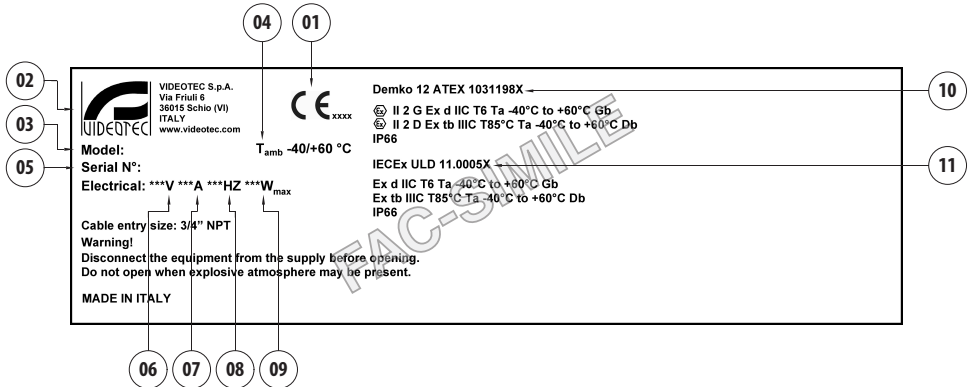 04 01
02
03
05
VIDEOTEC
VIDEOTEC S.p.A.
Via Friuli 6
36015 Schio (VI)
ITALY
www.videotec.com
CE xxxx
Model:
Tamb -40/+60 °C
Serial N°:
Electrical: ***V ***A ***HZ ***Wmax
Cable entry size: 3/4” NPT
Warning!
Disconnect the equipment from the supply before opening.
Do not open when explosive atmosphere may be present.
MADE IN ITALY
Demko 12 ATEX 1031198X
Ex II 2 G Ex d IIC T6 Ta -40°C to +60°C Gb
Ex II 2 D Ex tb IIIC T85°C Ta -40°C to +60°C Db
IP66
IECEx ULD 11.0005X
Ex d IIC T6 Ta -40°C to +60°C Gb
Ex tb IIIC T85°C Ta -40°C to +60°C Db
IP66
FAC-SIMILE
10
11
06 07 08 09